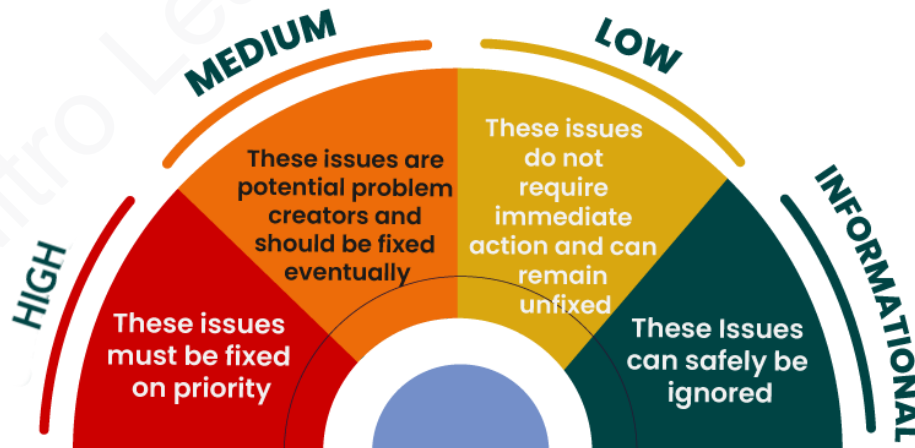 HIGH
These issues
must be fixed
on priority
MEDIUM
These issues are
potential problem
creators and
should be fixed
eventually
LOW
These issues
do not
require
immediate
action and can
remain
unfixed
INFORMATIONAL
These Issues
can safely be
ignored